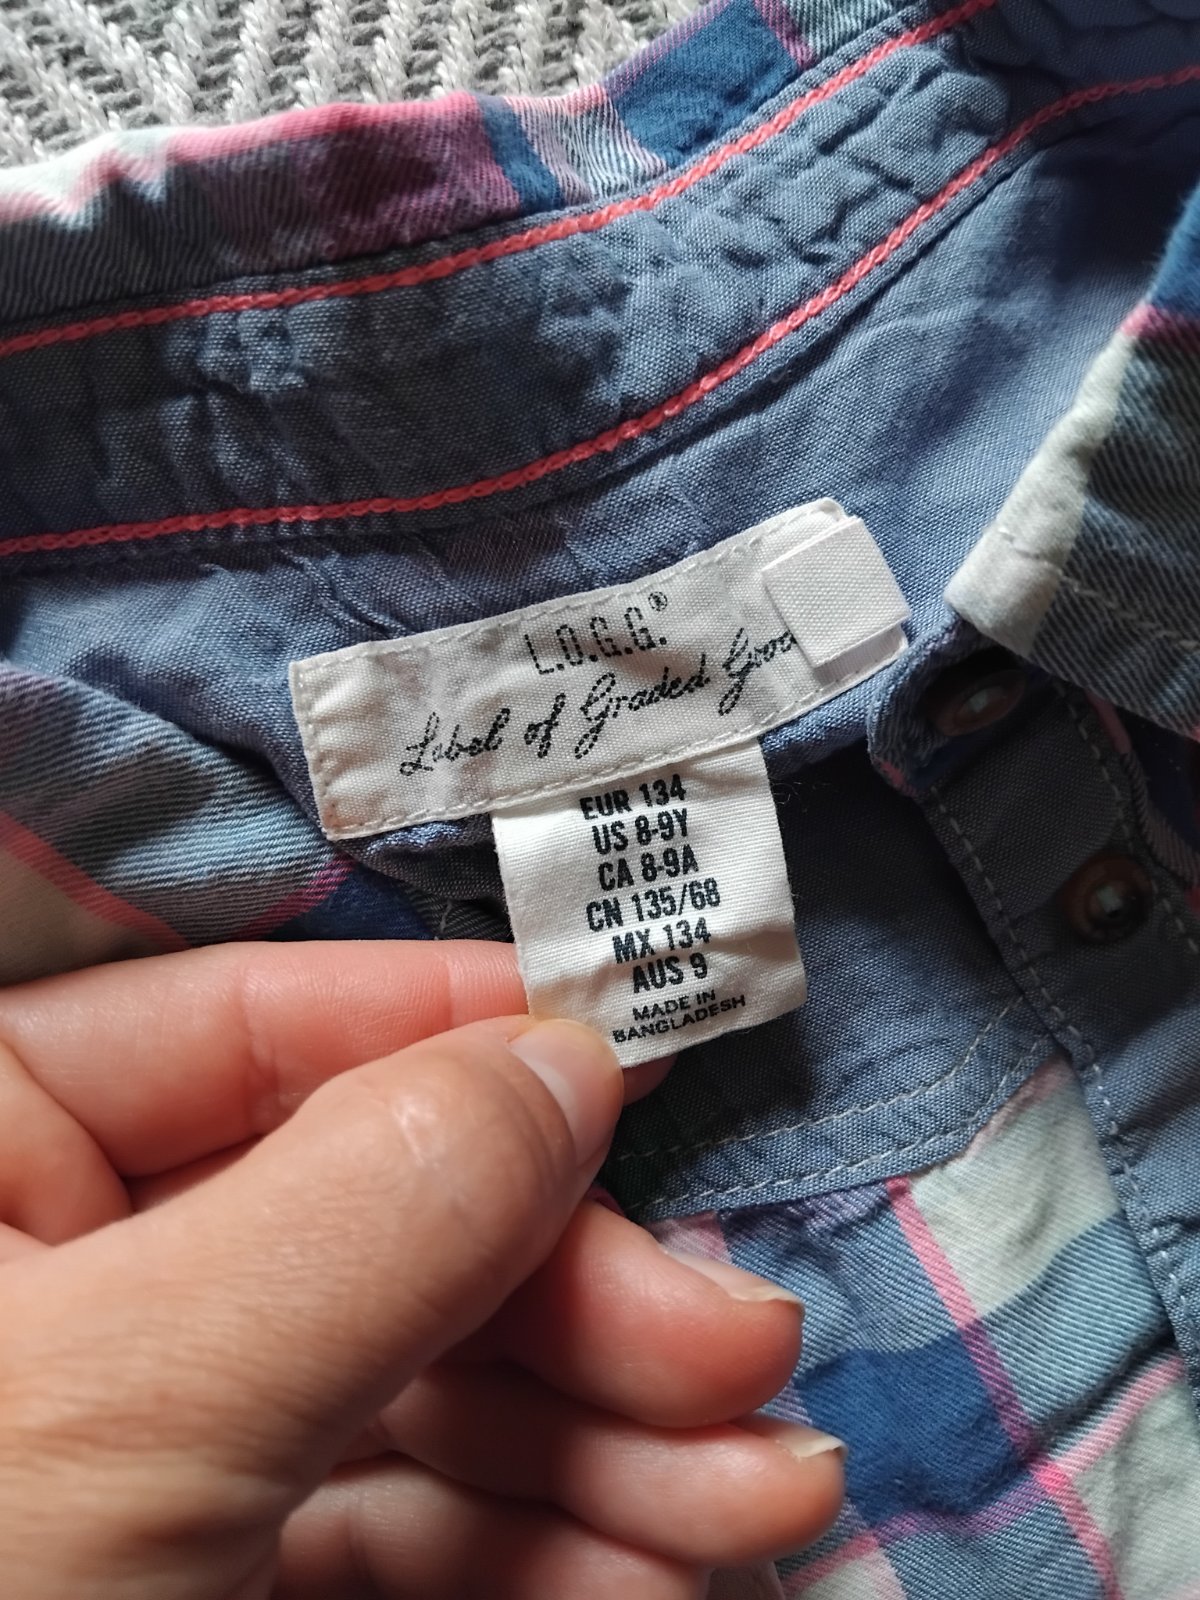 L.O.G.G.®
Label of Graded Good
EUR 134
US 8-9Y
CA 8-9A
CN 135/68
MX 134
AUS 9
MADE IN
BANGLADESH